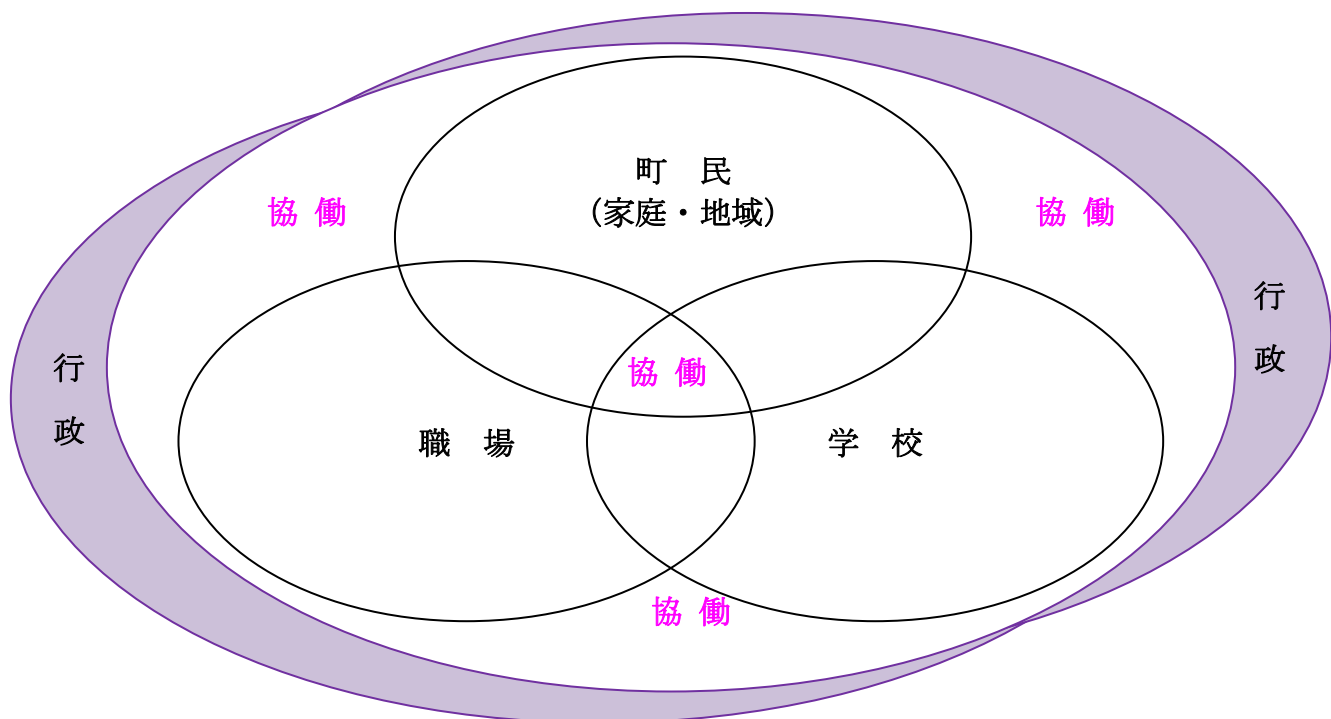 町　民
（家庭・地域）
協 働
協 働
行
政
行
政
協 働
職　場
学　校
協 働